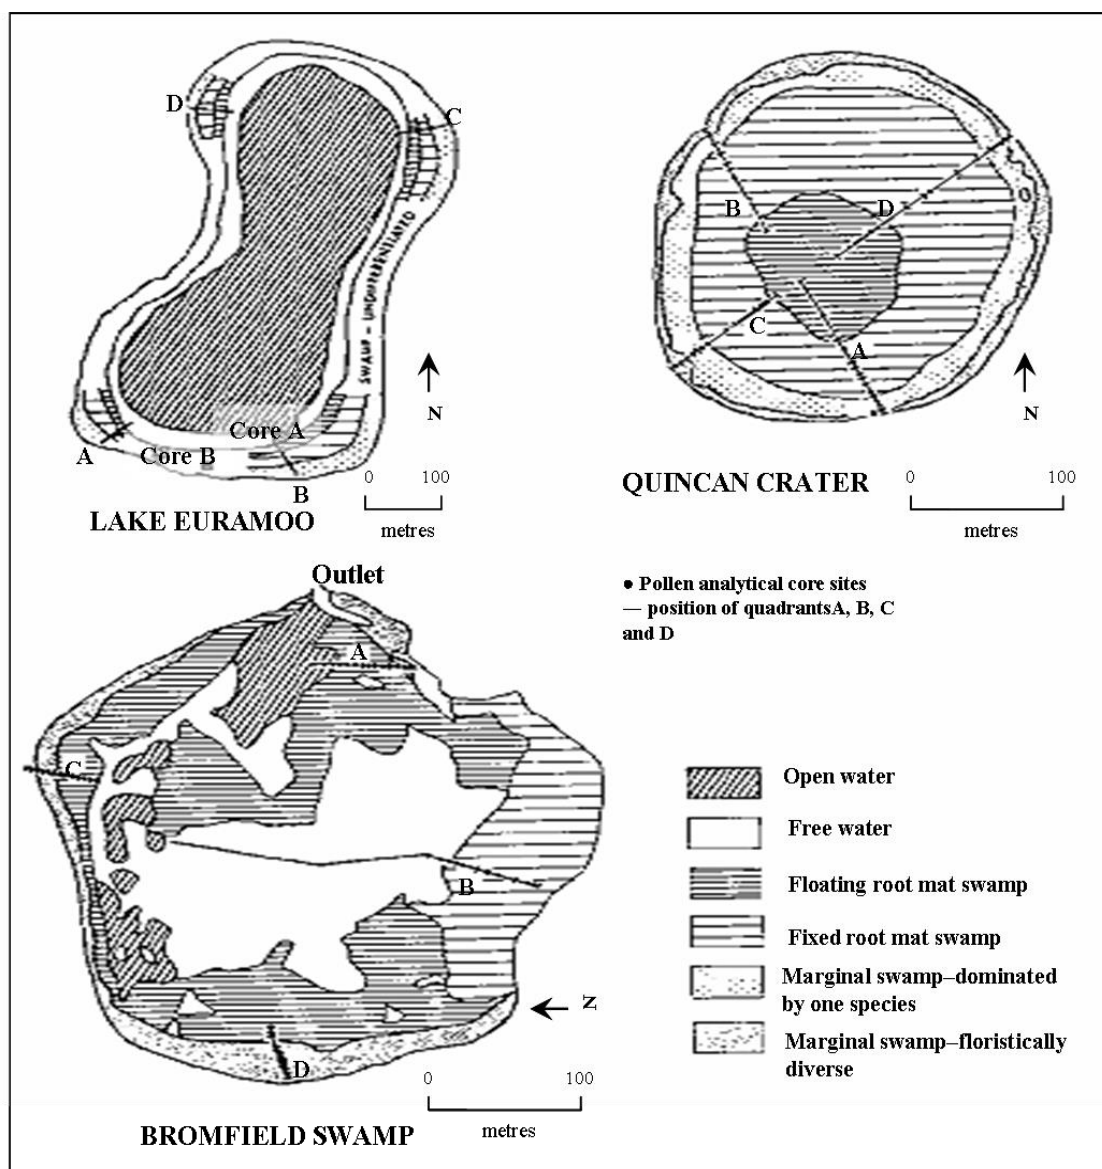 D
C
SWAMP – UNDIFFERENTIATED
N
Core A
A
Core B
B
0 100
metres
LAKE EURAMOO
B
D
C
A
N
QUINCAN CRATER
0 100
metres
● Pollen analytical core sites
— position of quadrantsA, B, C
and D
Outlet
A
C
B
D
N
0 100
metres
BROMFIELD SWAMP
Open water
Free water
Floating root mat swamp
Fixed root mat swamp
Marginal swamp–dominated
by one species
Marginal swamp–floristically
diverse